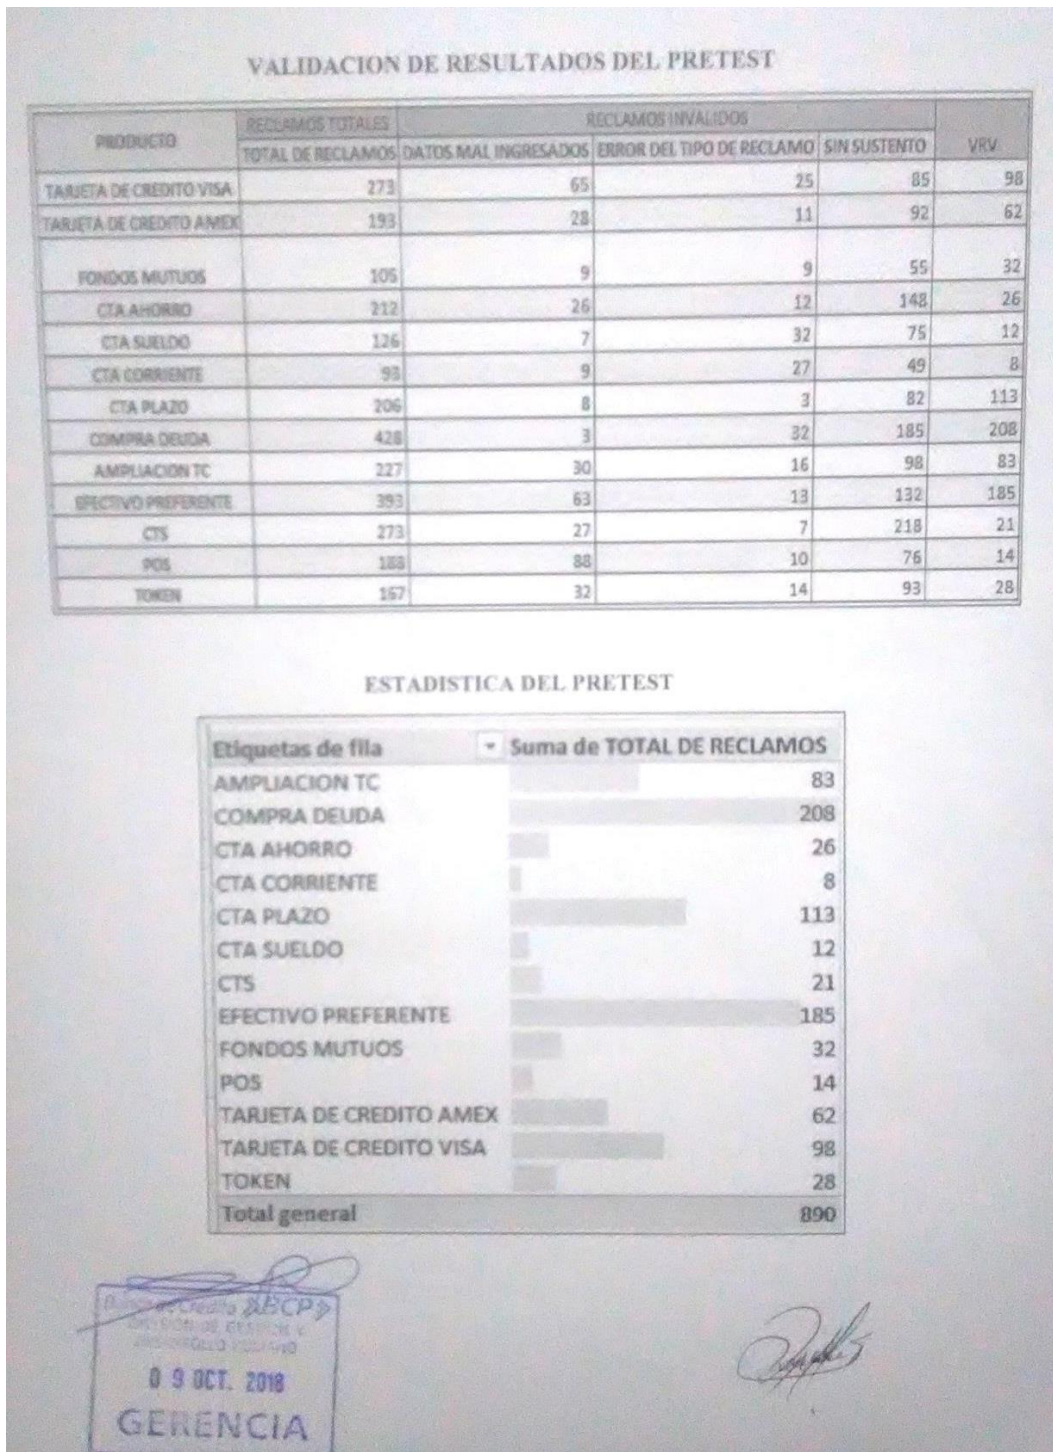 VALIDACION DE RESULTADOS DEL PRETEST
PRODUCTO RECLAMOS TOTALES RECLAMOS INVALIDOS VRV
TOTAL DE RECLAMOS DATOS MAL INGRESADOS ERROR DEL TIPO DE RECLAMO SIN SUSTENTO
TARJETA DE CREDITO VISA 273 65 25 85 98
TARJETA DE CREDITO AMEX 193 28 11 92 62
FONDOS MUTUOS 105 9 9 55 32
CTA AHORRO 212 26 12 148 26
CTA SUELDO 126 7 32 75 12
CTA CORRIENTE 93 9 27 49 8
CTA PLAZO 206 8 3 82 113
COMPRA DEUDA 428 3 32 185 208
AMPLIACION TC 227 30 16 98 83
EFECTIVO PREFERENTE 393 63 13 132 185
CTS 273 27 7 218 21
POS 188 88 10 76 14
TOKEN 167 32 14 93 28
ESTADISTICA DEL PRETEST
Etiquetas de fila Suma de TOTAL DE RECLAMOS
AMPLIACION TC 83
COMPRA DEUDA 208
CTA AHORRO 26
CTA CORRIENTE 8
CTA PLAZO 113
CTA SUELDO 12
CTS 21
EFECTIVO PREFERENTE 185
FONDOS MUTUOS 32
POS 14
TARJETA DE CREDITO AMEX 62
TARJETA DE CREDITO VISA 98
TOKEN 28
Total general 890
Banco de Crédito BCP
DIVISION DE GESTION Y
DESARROLLO HUMANO
09 OCT. 2018
GERENCIA